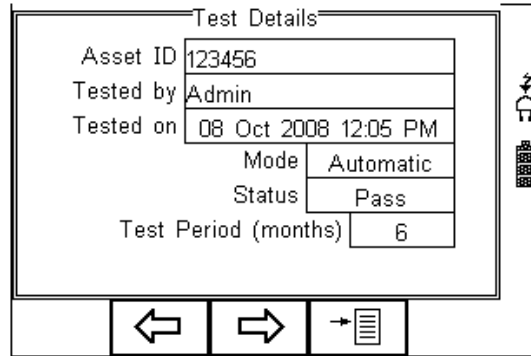 Test Details
Asset ID 123456
Tested by Admin
Tested on 08 Oct 2008 12:05 PM
Mode Automatic
Status Pass
Test Period (months) 6